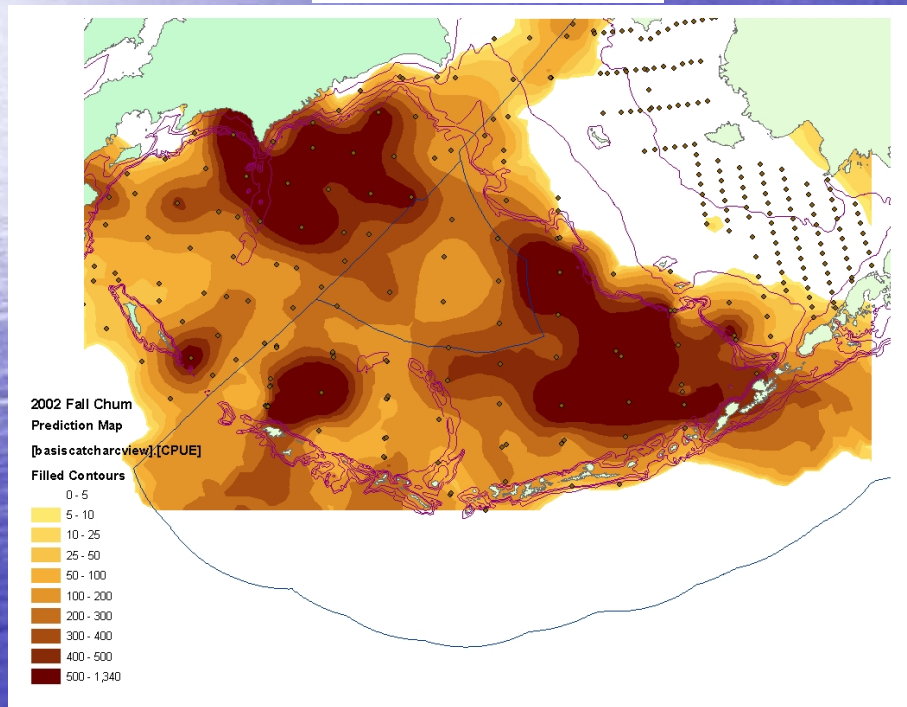 2002 Fall Chum
Prediction Map
[basiscatcharcview].[CPUE]
Filled Contours
0 - 5
5 - 10
10 - 25
25 - 50
50 - 100
100 - 200
200 - 300
300 - 400
400 - 500
500 - 1,340